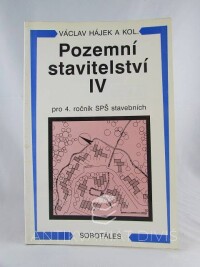 VÁCLAV HÁJEK A KOL.
Pozemní
stavitelství
IV
pro 4. ročník SPŠ stavebních
SOBOTÁLES